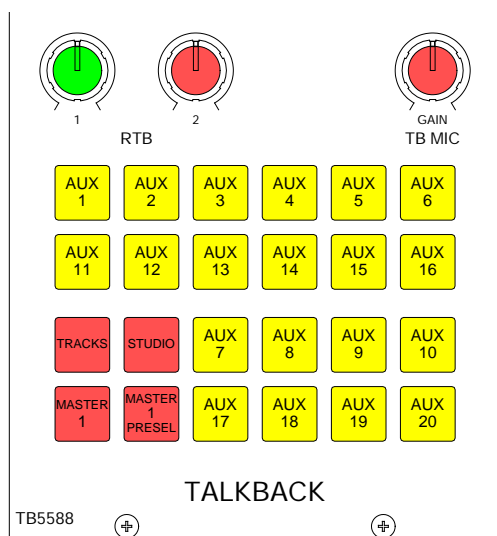 1
2
GAIN
RTB
TB MIC
AUX
1
AUX
2
AUX
3
AUX
4
AUX
5
AUX
6
AUX
11
AUX
12
AUX
13
AUX
14
AUX
15
AUX
16
TRACKS
STUDIO
AUX
7
AUX
8
AUX
9
AUX
10
MASTER
1
MASTER
1
PRESEL
AUX
17
AUX
18
AUX
19
AUX
20
TALKBACK
TB5588